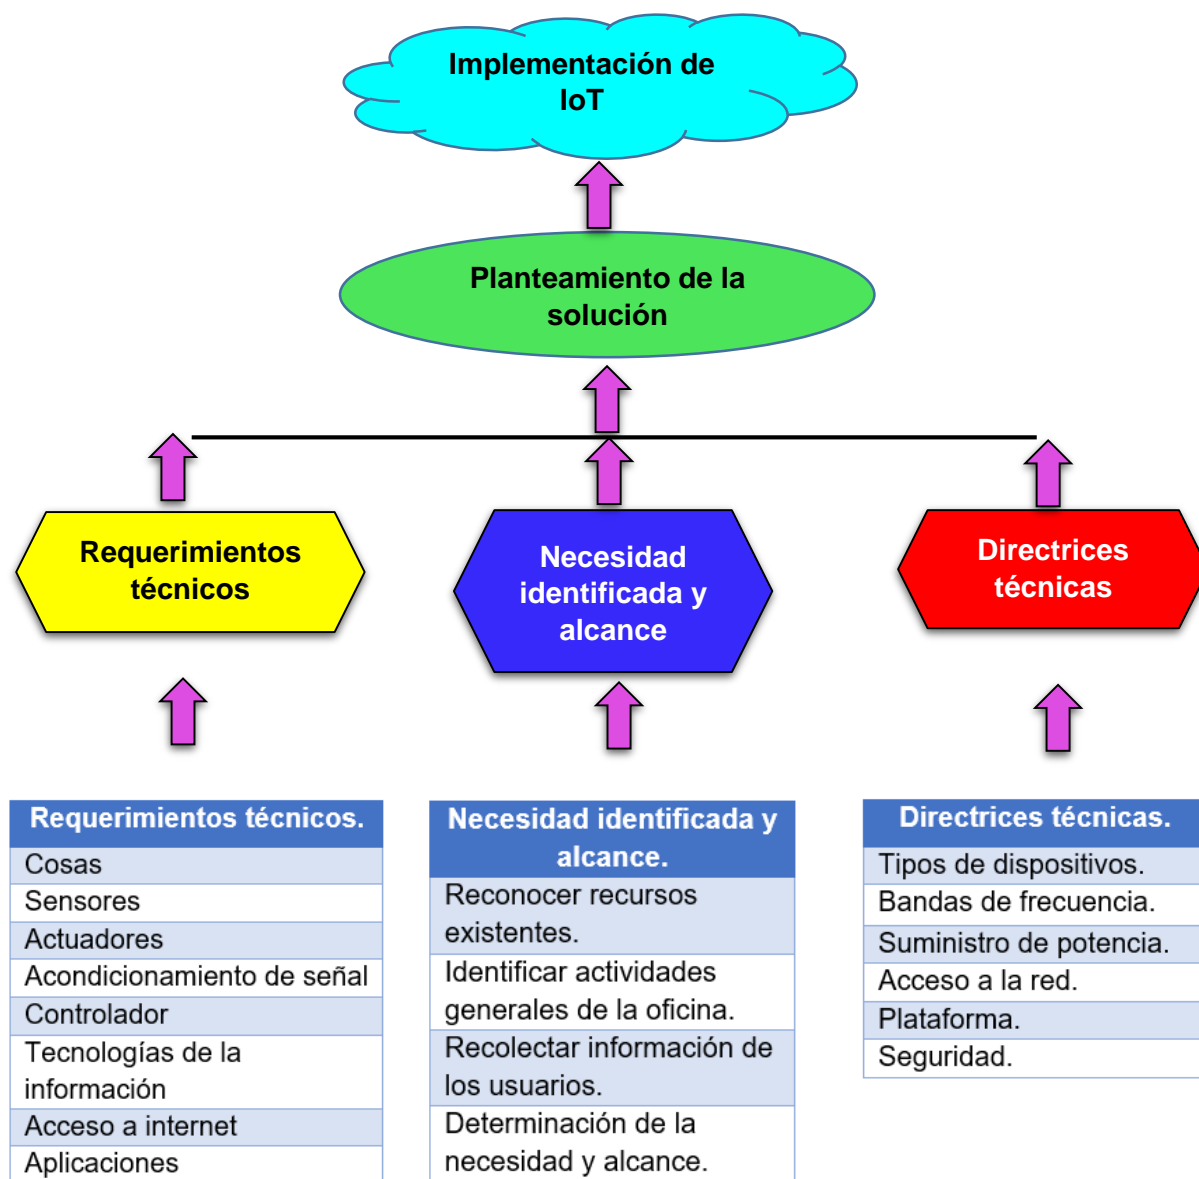 Implementación de
IoT
Planteamiento de la
solución
Requerimientos
técnicos
Necesidad
identificada y
alcance
Directrices
técnicas
Requerimientos técnicos.
Cosas
Sensores
Actuadores
Acondicionamiento de señal
Controlador
Tecnologías de la
información
Acceso a internet
Aplicaciones
Necesidad identificada y
alcance.
Reconocer recursos
existentes.
Identificar actividades
generales de la oficina.
Recolectar información de
los usuarios.
Determinación de la
necesidad y alcance.
Directrices técnicas.
Tipos de dispositivos.
Bandas de frecuencia.
Suministro de potencia.
Acceso a la red.
Plataforma.
Seguridad.